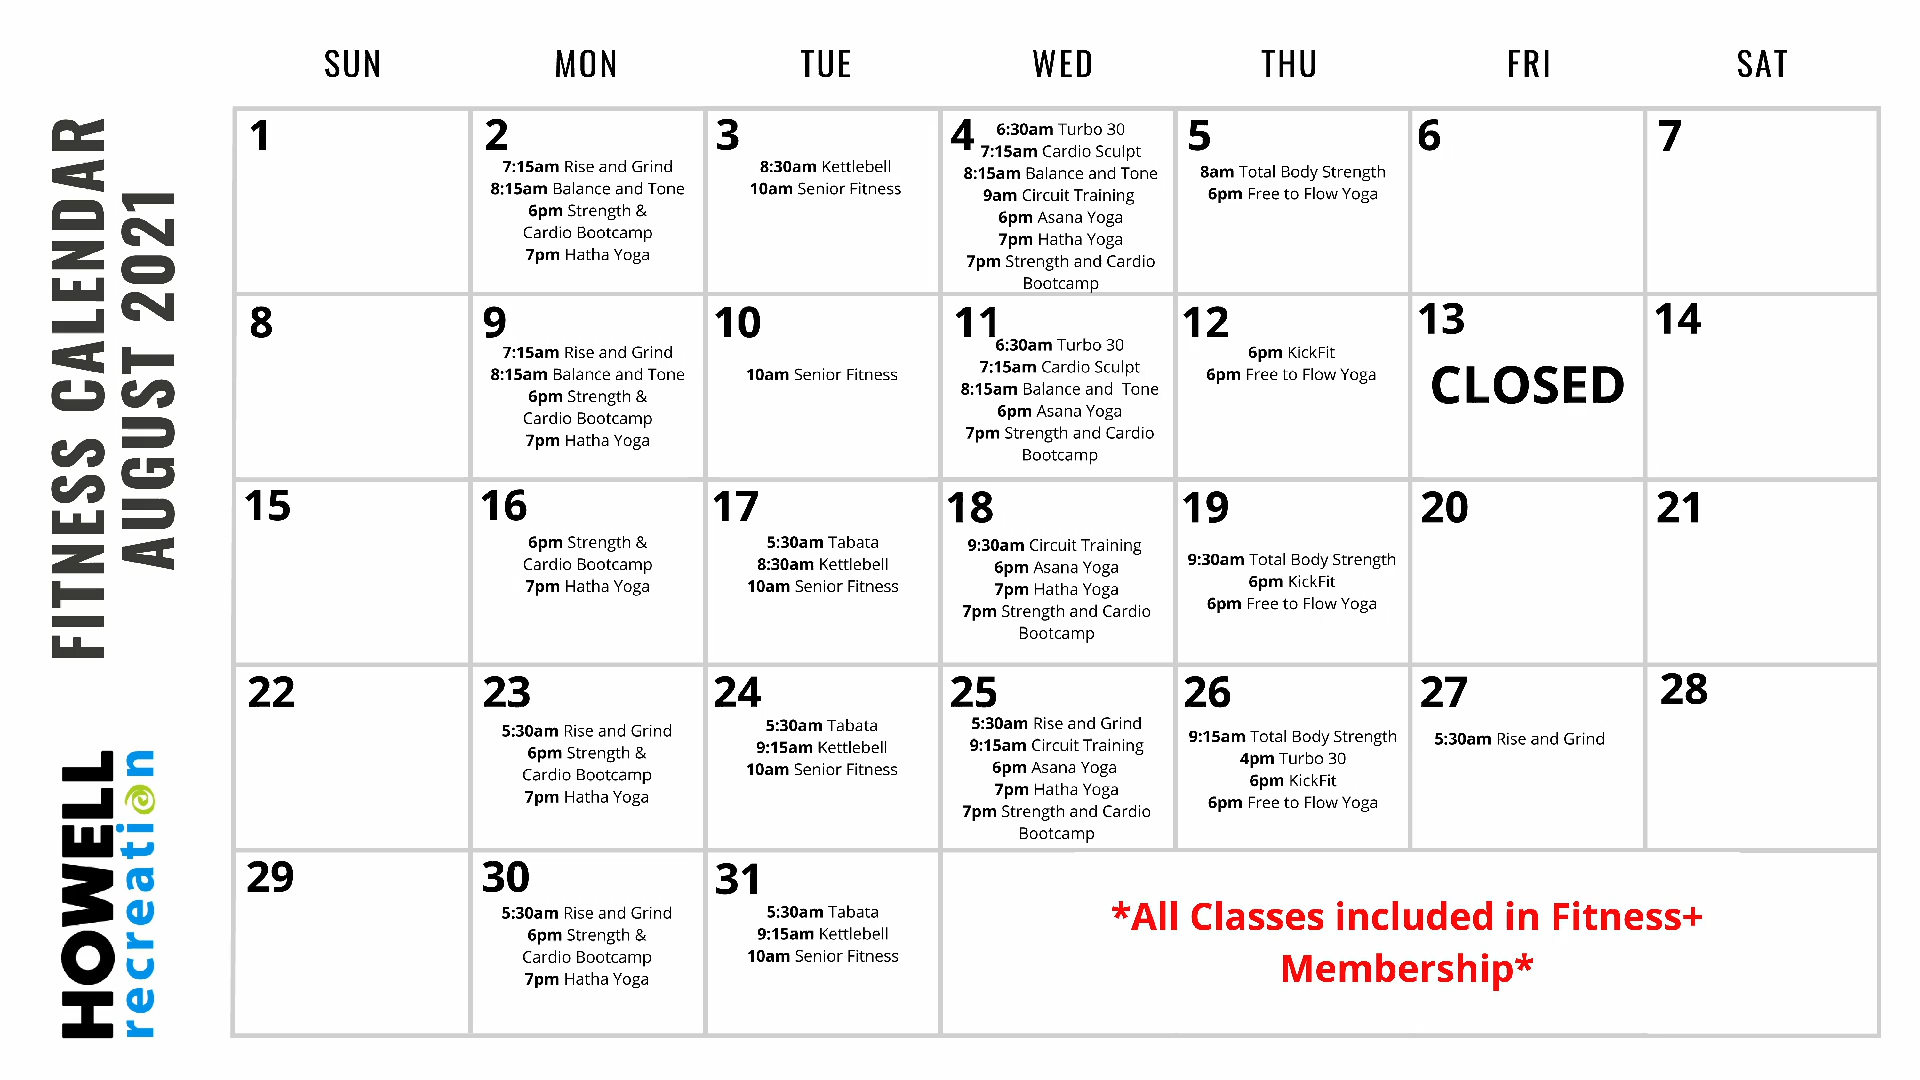 FITNESS CALENDAR
AUGUST 2021
HOWELL
recreation
SUN MON TUE WED THU FRI SAT
1
2
7:15am Rise and Grind
8:15am Balance and Tone
6pm Strength &
Cardio Bootcamp
7pm Hatha Yoga
3
8:30am Kettlebell
10am Senior Fitness
4
6:30am Turbo 30
7:15am Cardio Sculpt
8:15am Balance and Tone
9am Circuit Training
6pm Asana Yoga
7pm Hatha Yoga
7pm Strength and Cardio
Bootcamp
5
8am Total Body Strength
6pm Free to Flow Yoga
6
7
8
9
7:15am Rise and Grind
8:15am Balance and Tone
6pm Strength &
Cardio Bootcamp
7pm Hatha Yoga
10
10am Senior Fitness
11
6:30am Turbo 30
7:15am Cardio Sculpt
8:15am Balance and Tone
6pm Asana Yoga
7pm Strength and Cardio
Bootcamp
12
6pm KickFit
6pm Free to Flow Yoga
13
CLOSED
14
15
16
6pm Strength &
Cardio Bootcamp
7pm Hatha Yoga
17
5:30am Tabata
8:30am Kettlebell
10am Senior Fitness
18
9:30am Circuit Training
6pm Asana Yoga
7pm Hatha Yoga
7pm Strength and Cardio
Bootcamp
19
9:30am Total Body Strength
6pm KickFit
6pm Free to Flow Yoga
20
21
22
23
5:30am Rise and Grind
6pm Strength &
Cardio Bootcamp
7pm Hatha Yoga
24
5:30am Tabata
9:15am Kettlebell
10am Senior Fitness
25
5:30am Rise and Grind
9:15am Circuit Training
6pm Asana Yoga
7pm Hatha Yoga
7pm Strength and Cardio
Bootcamp
26
9:15am Total Body Strength
4pm Turbo 30
6pm KickFit
6pm Free to Flow Yoga
27
5:30am Rise and Grind
28
29
30
5:30am Rise and Grind
6pm Strength &
Cardio Bootcamp
7pm Hatha Yoga
31
5:30am Tabata
9:15am Kettlebell
10am Senior Fitness
*All Classes included in Fitness+
Membership*